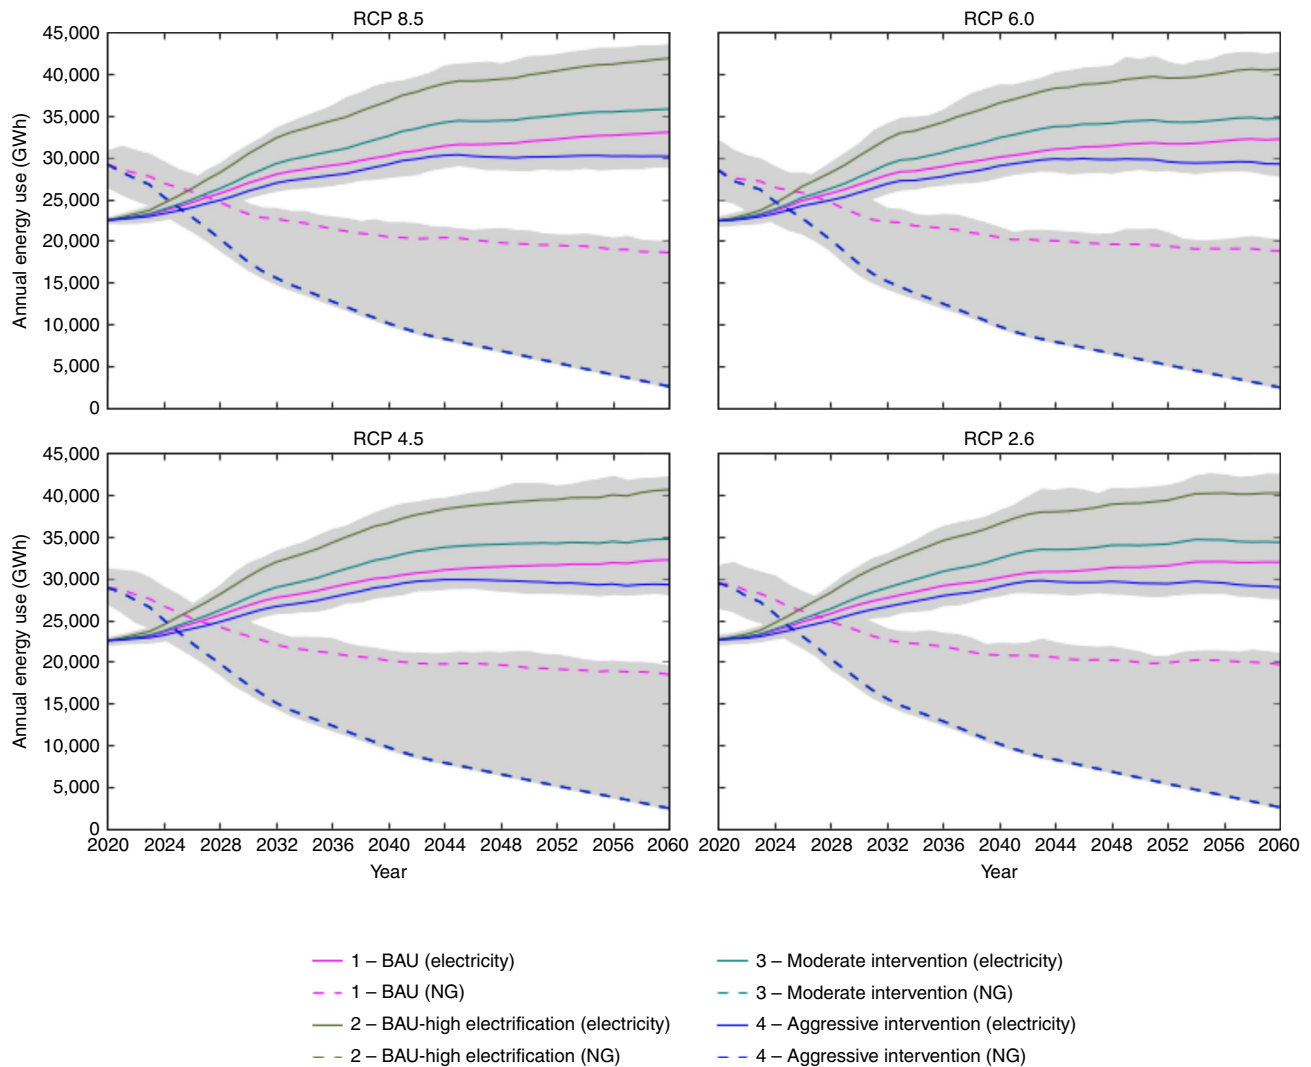 RCP 8.5
RCP 6.0
45,000
40,000
35,000
30,000
25,000
20,000
15,000
10,000
5,000
0
Annual energy use (GWh)
RCP 4.5
RCP 2.6
45,000
40,000
35,000
30,000
25,000
20,000
15,000
10,000
5,000
0
Annual energy use (GWh)
2020 2024 2028 2032 2036 2040 2044 2048 2052 2056 2060
2020 2024 2028 2032 2036 2040 2044 2048 2052 2056 2060
Year
Year
1 – BAU (electricity)
1 – BAU (NG)
2 – BAU-high electrification (electricity)
2 – BAU-high electrification (NG)
3 – Moderate intervention (electricity)
3 – Moderate intervention (NG)
4 – Aggressive intervention (electricity)
4 – Aggressive intervention (NG)